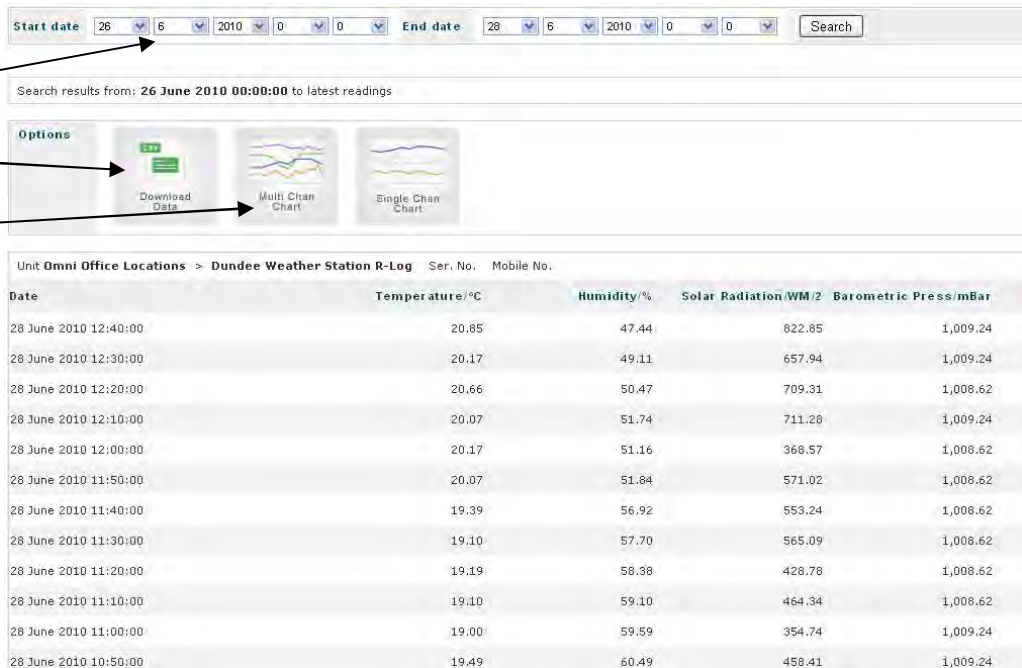 Start date 26 6 2010 0 0 End date 28 6 2010 0 0 Search
Search results from: 26 June 2010 00:00:00 to latest readings
Options
CSV
Download
Data
Multi Chan
Chart
Single Chan
Chart
Unit Omni Office Locations > Dundee Weather Station R-Log Ser. No. Mobile No.
Date Temperature/°C Humidity/% Solar Radiation/WM/2 Barometric Press/mBar
28 June 2010 12:40:00 20.85 47.44 822.85 1,009.24
28 June 2010 12:30:00 20.17 49.11 657.94 1,009.24
28 June 2010 12:20:00 20.66 50.47 709.31 1,008.62
28 June 2010 12:10:00 20.07 51.74 711.28 1,009.24
28 June 2010 12:00:00 20.17 51.16 368.57 1,008.62
28 June 2010 11:50:00 20.07 51.84 571.02 1,008.62
28 June 2010 11:40:00 19.39 56.92 553.24 1,008.62
28 June 2010 11:30:00 19.10 57.70 565.09 1,008.62
28 June 2010 11:20:00 19.19 58.38 428.78 1,008.62
28 June 2010 11:10:00 19.10 59.10 464.34 1,008.62
28 June 2010 11:00:00 19.00 59.59 354.74 1,009.24
28 June 2010 10:50:00 19.49 60.49 458.41 1,009.24